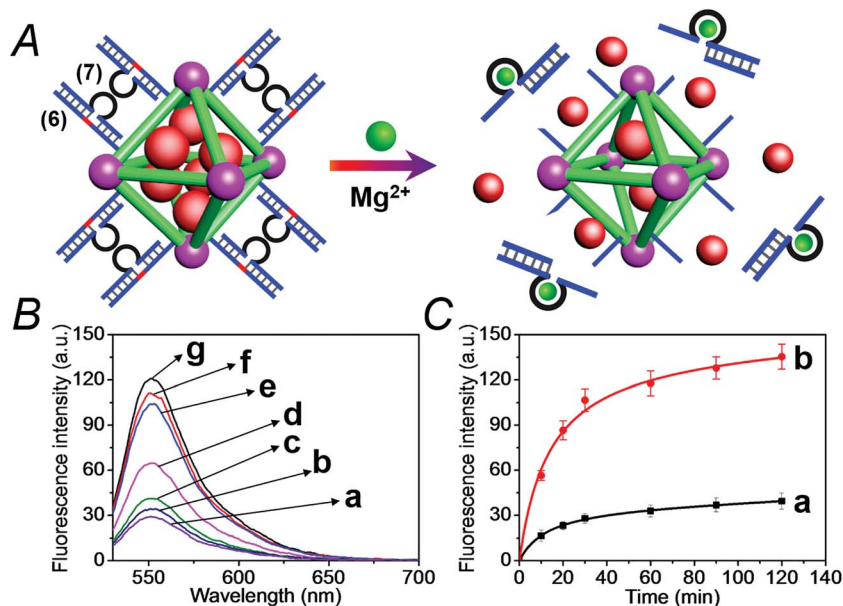 A
(7)
(6)
Mg2+
B
Fluorescence intensity (a.u.)
150
120
90
60
30
0
g
f
e
d
c
b
a
550
600
650
700
Wavelength (nm)
C
Fluorescence intensity (a.u.)
150
120
90
60
30
0
b
a
0
20
40
60
80
100
120
140
Time (min)